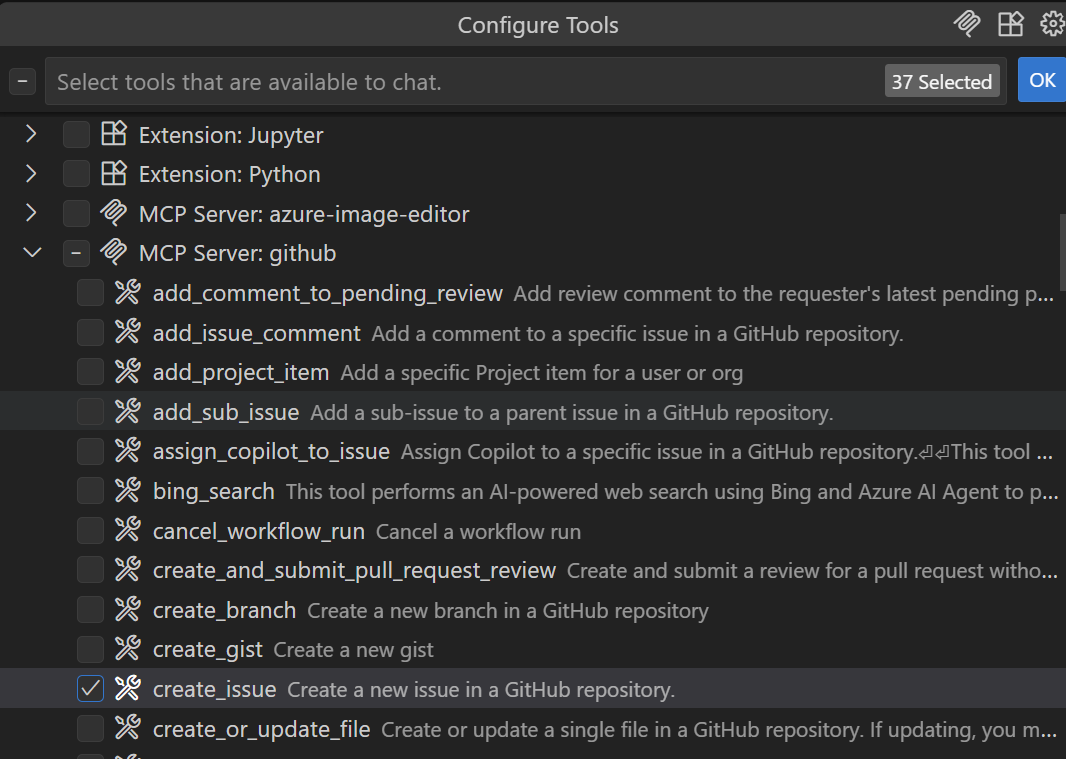 Configure Tools
Select tools that are available to chat. 37 Selected OK
Extension: Jupyter
Extension: Python
MCP Server: azure-image-editor
MCP Server: github
add_comment_to_pending_review Add review comment to the requester's latest pending p...
add_issue_comment Add a comment to a specific issue in a GitHub repository.
add_project_item Add a specific Project item for a user or org
add_sub_issue Add a sub-issue to a parent issue in a GitHub repository.
assign_copilot_to_issue Assign Copilot to a specific issue in a GitHub repository.⏎⏎This tool ...
bing_search This tool performs an AI-powered web search using Bing and Azure AI Agent to p...
cancel_workflow_run Cancel a workflow run
create_and_submit_pull_request_review Create and submit a review for a pull request witho...
create_branch Create a new branch in a GitHub repository
create_gist Create a new gist
create_issue Create a new issue in a GitHub repository.
create_or_update_file Create or update a single file in a GitHub repository. If updating, you m...